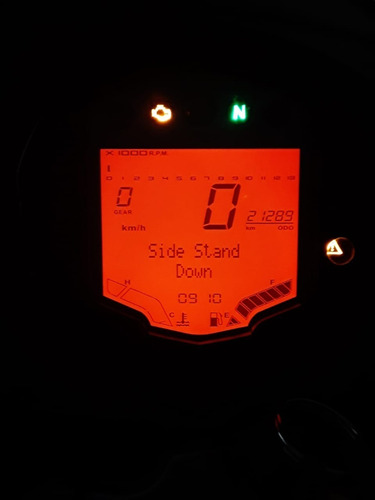 N
X 1000 R.P.M.
0 1 2 3 4 5 6 7 8 9 10 11 12 13
0
GEAR
0
21289
km ODO
km/h
Side Stand
Down
H F
09 10
C E